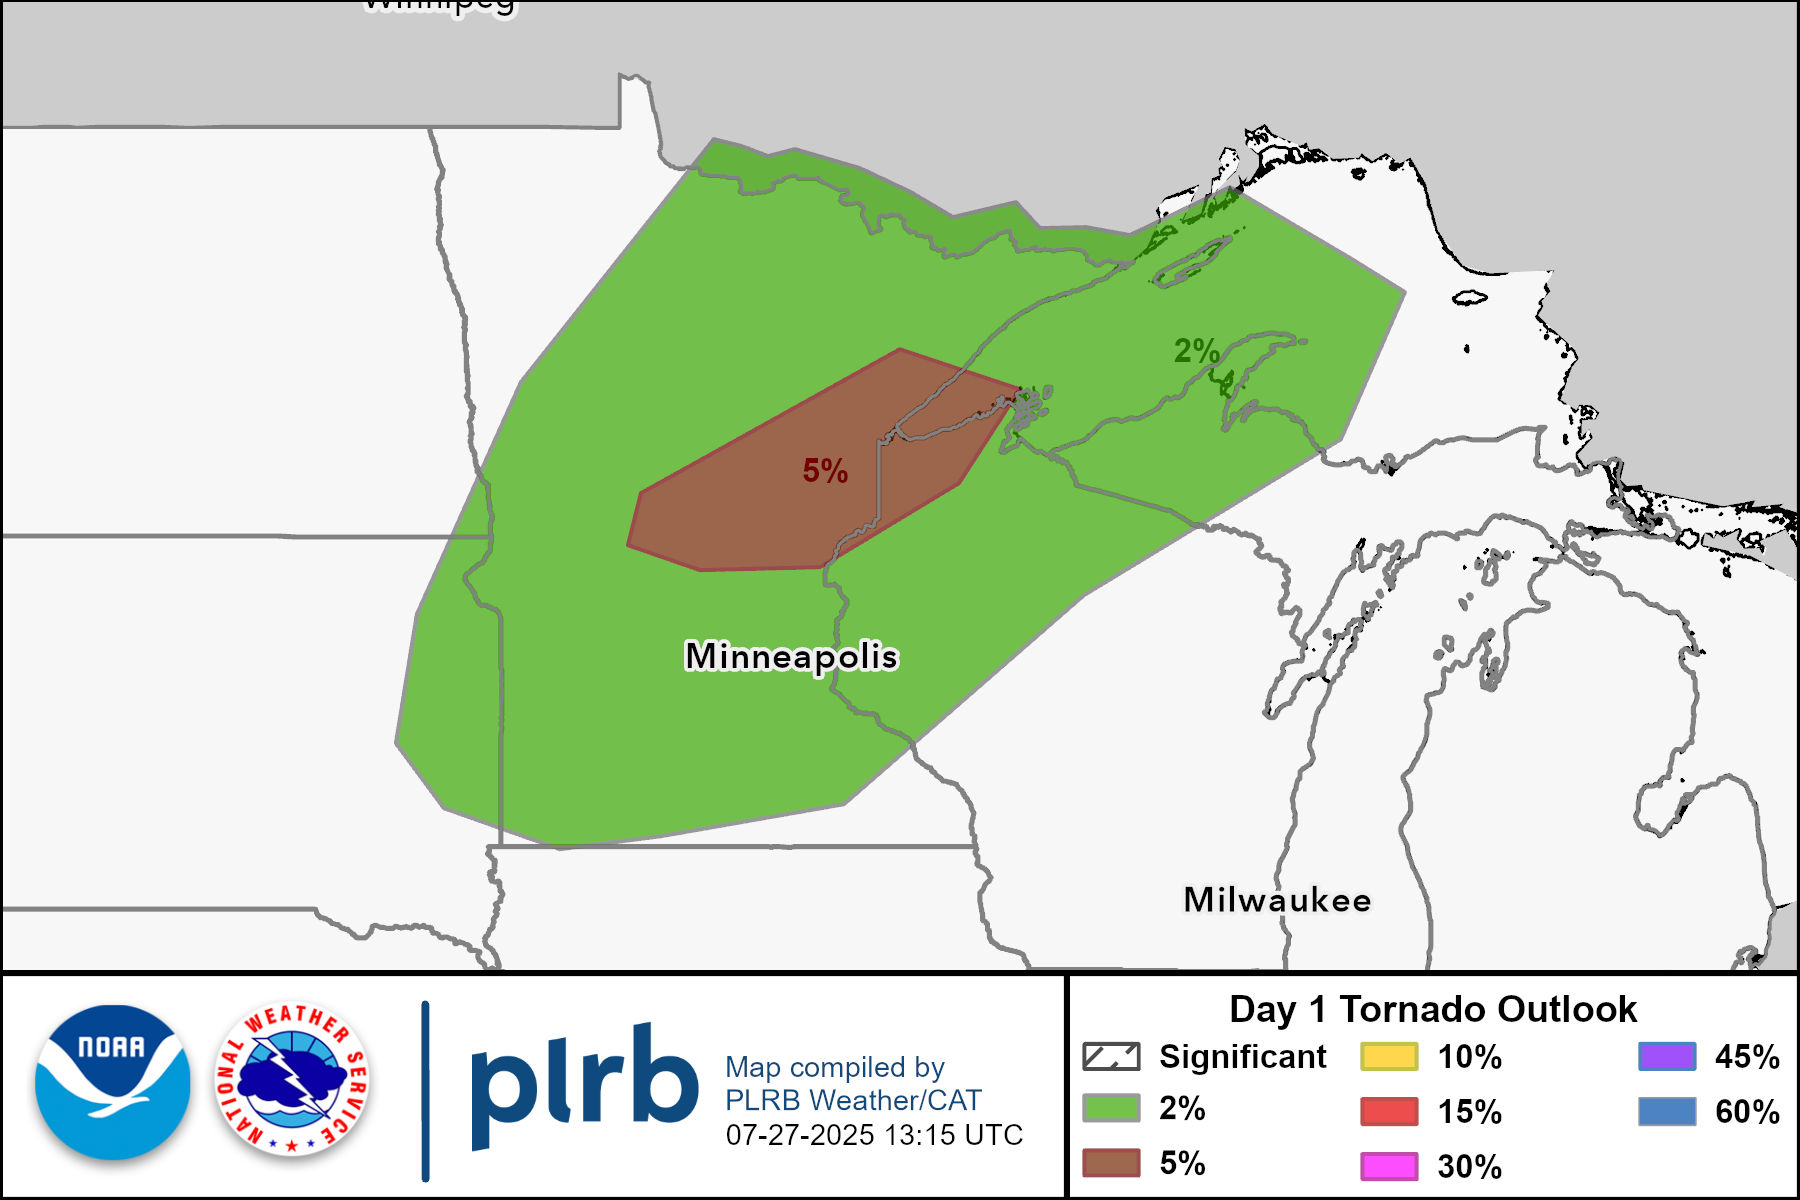 Winnipeg
2%
5%
Minneapolis
Milwaukee
NOAA
NATIONAL WEATHER SERVICE
plrb
Map compiled by
PLRB Weather/CAT
07-27-2025 13:15 UTC
Day 1 Tornado Outlook
Significant
2%
5%
10%
15%
30%
45%
60%